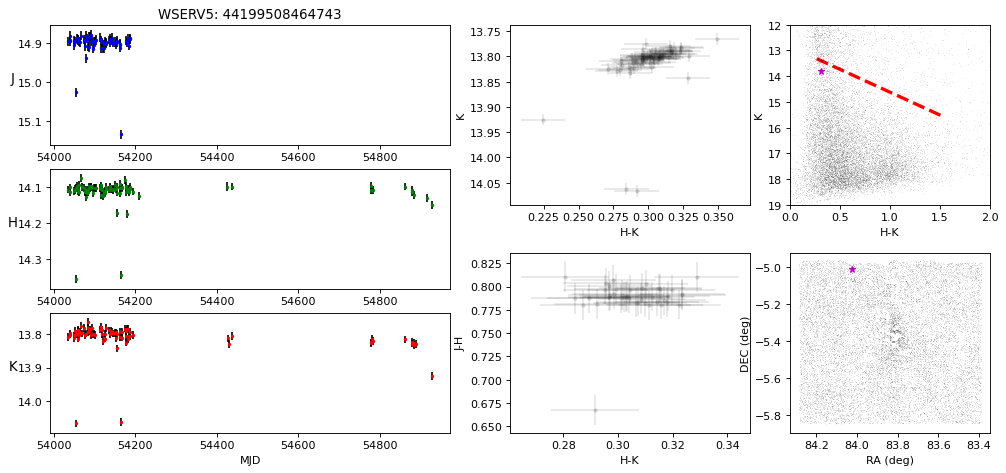 WSERV5: 44199508464743
J
14.9
15.0
15.1
54000 54200 54400 54600 54800
H
14.1
14.2
14.3
54000 54200 54400 54600 54800
K
13.8
13.9
14.0
54000 54200 54400 54600 54800
MJD
K
13.75
13.80
13.85
13.90
13.95
14.00
14.05
0.225 0.250 0.275 0.300 0.325 0.350
H-K
J-H
0.825
0.800
0.775
0.750
0.725
0.700
0.675
0.650
0.28 0.30 0.32 0.34
H-K
K
12
13
14
15
16
17
18
19
0.0 0.5 1.0 1.5 2.0
H-K
DEC (deg)
−5.0
−5.2
−5.4
−5.6
−5.8
84.2 84.0 83.8 83.6 83.4
RA (deg)